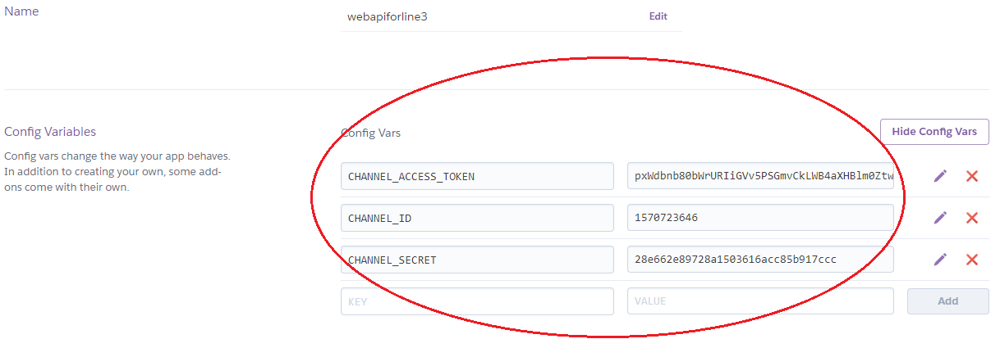 Name
webapiforline3
Edit
Config Variables
Config vars change the way your app behaves.
In addition to creating your own, some add-
ons come with their own.
Config Vars
Hide Config Vars
CHANNEL_ACCESS_TOKEN
pxWdbnb80bWrURIiGVv5PSGmvCkLWB4aXHBlm0Ztw
CHANNEL_ID
1570723646
CHANNEL_SECRET
28e662e89728a1503616acc85b917ccc
KEY
VALUE
Add